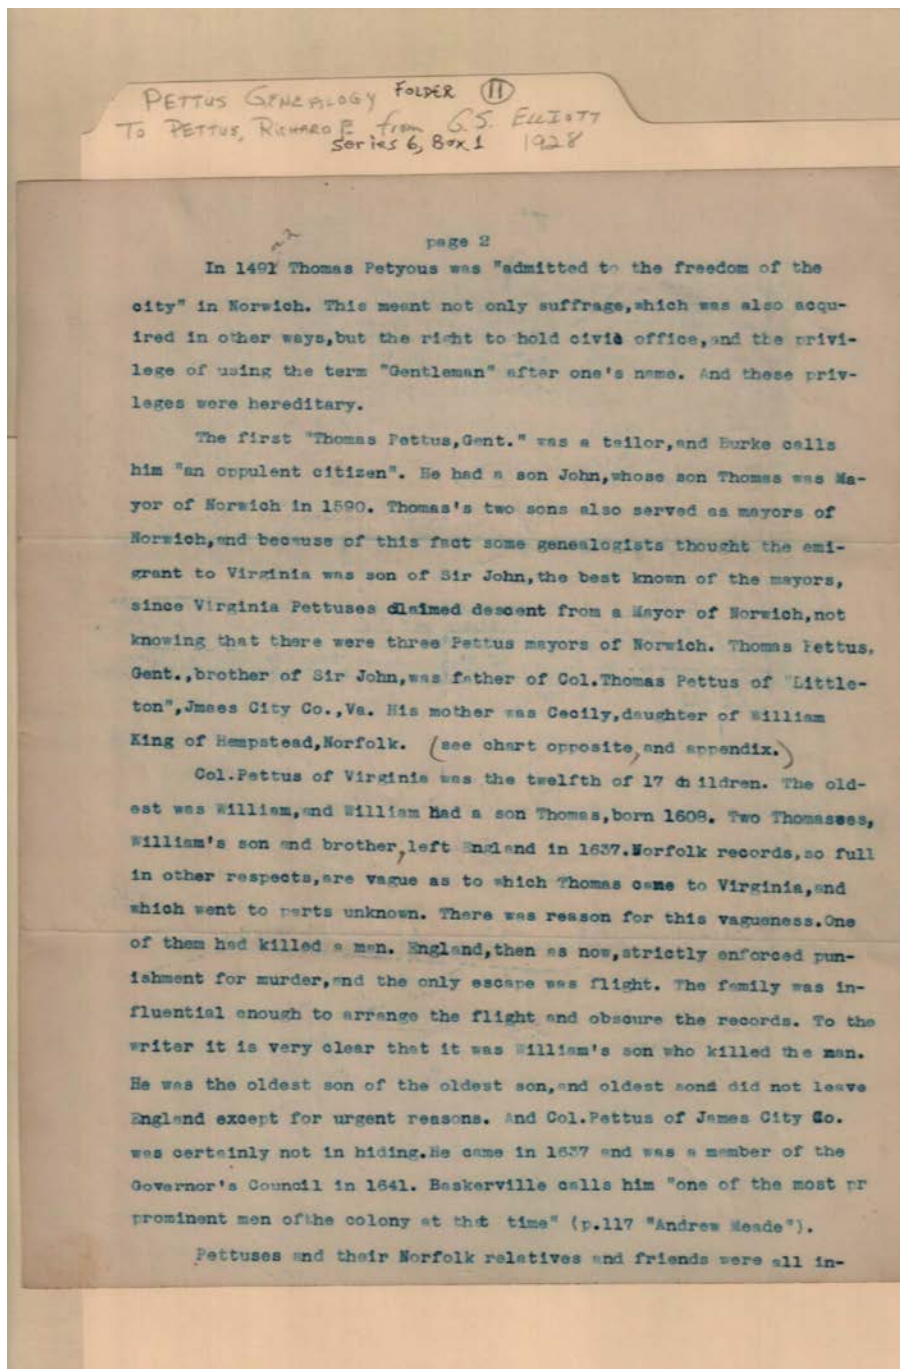 PETTUS GENEALOGY FOLDER 11
TO PETTUS, RICHARD E from G.S. ELLIOTT
Series 6, Box 1 1928
page 2
In 1491 Thomas Petyous was "admitted to the freedom of the
city" in Norwich. This meant not only suffrage,which was also acqu-
ired in other ways,but the right to hold civic office,and the privi-
lege of using the term "Gentleman" after one's name. And these priv-
leges were hereditary.
The first "Thomas Pettus,Gent." was a tailor,and Burke calls
him "an oppulent citizen". He had a son John,whose son Thomas was Ma-
yor of Norwich in 1590. Thomas's two sons also served as mayors of
Norwich,and because of this fact some genealogists thought the emi-
grant to Virginia was son of Sir John,the best known of the mayors,
since Virginia Pettuses claimed descent from a Mayor of Norwich,not
knowing that there were three Pettus mayors of Norwich. Thomas Pettus,
Gent.,brother of Sir John,was father of Col.Thomas Pettus of "Little-
ton",Jmaes City Co.,Va. His mother was Cecily,daughter of William
King of Hempstead,Norfolk. (see chart opposite, and appendix.)
Col.Pettus of Virginia was the twelfth of 17 children. The old-
est was William,and William had a son Thomas,born 1608. Two Thomasses,
William's son and brother, left England in 1637.Norfolk records,so full
in other respects,are vague as to which Thomas came to Virginia,and
which went to parts unknown. There was reason for this vagueness.One
of them had killed a man. England,then as now,strictly enforced pun-
ishment for murder,and the only escape was flight. The family was in-
fluential enough to arrange the flight and obscure the records. To the
writer it is very clear that it was William's son who killed the man.
He was the oldest son of the oldest son,and oldest sons did not leave
England except for urgent reasons. And Col.Pettus of James City Co.
was certainly not in hiding.He came in 1637 and was a member of the
Governor's Council in 1641. Baskerville calls him "one of the most pr
prominent men ofthe colony at that time" (p.117 "Andrew Meade").
Pettuses and their Norfolk relatives and friends were all in-